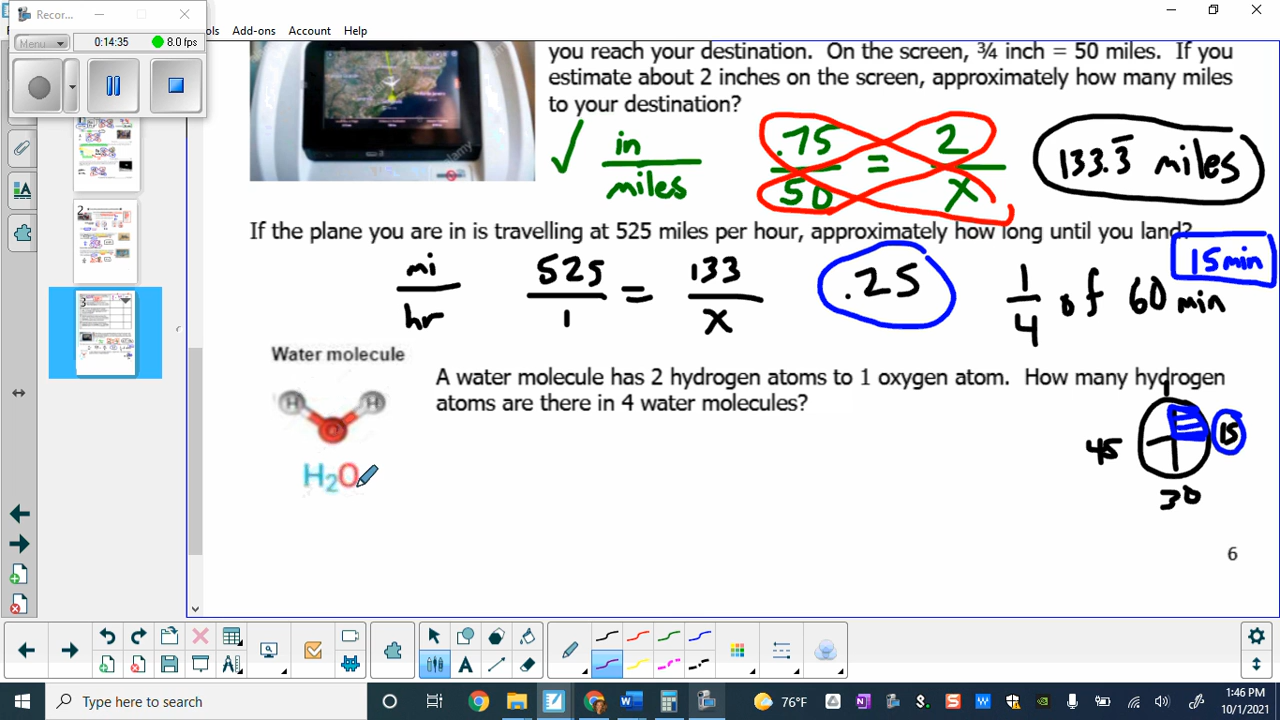 Recor...
Menu
0:14:35
8.0 fps
ols Add-ons Account Help
you reach your destination. On the screen, ¾ inch = 50 miles. If you
estimate about 2 inches on the screen, approximately how many miles
to your destination?
✓ in/miles .75/50 = 2/x 133.3̅ miles
If the plane you are in is travelling at 525 miles per hour, approximately how long until you land?
15 min
mi/hr 525/1 = 133/x .25 1/4 of 60 min
Water molecule
A water molecule has 2 hydrogen atoms to 1 oxygen atom. How many hydrogen
atoms are there in 4 water molecules?
H H
H₂O
45 15
30
6
Type here to search
76°F
1:46 PM
10/1/2021